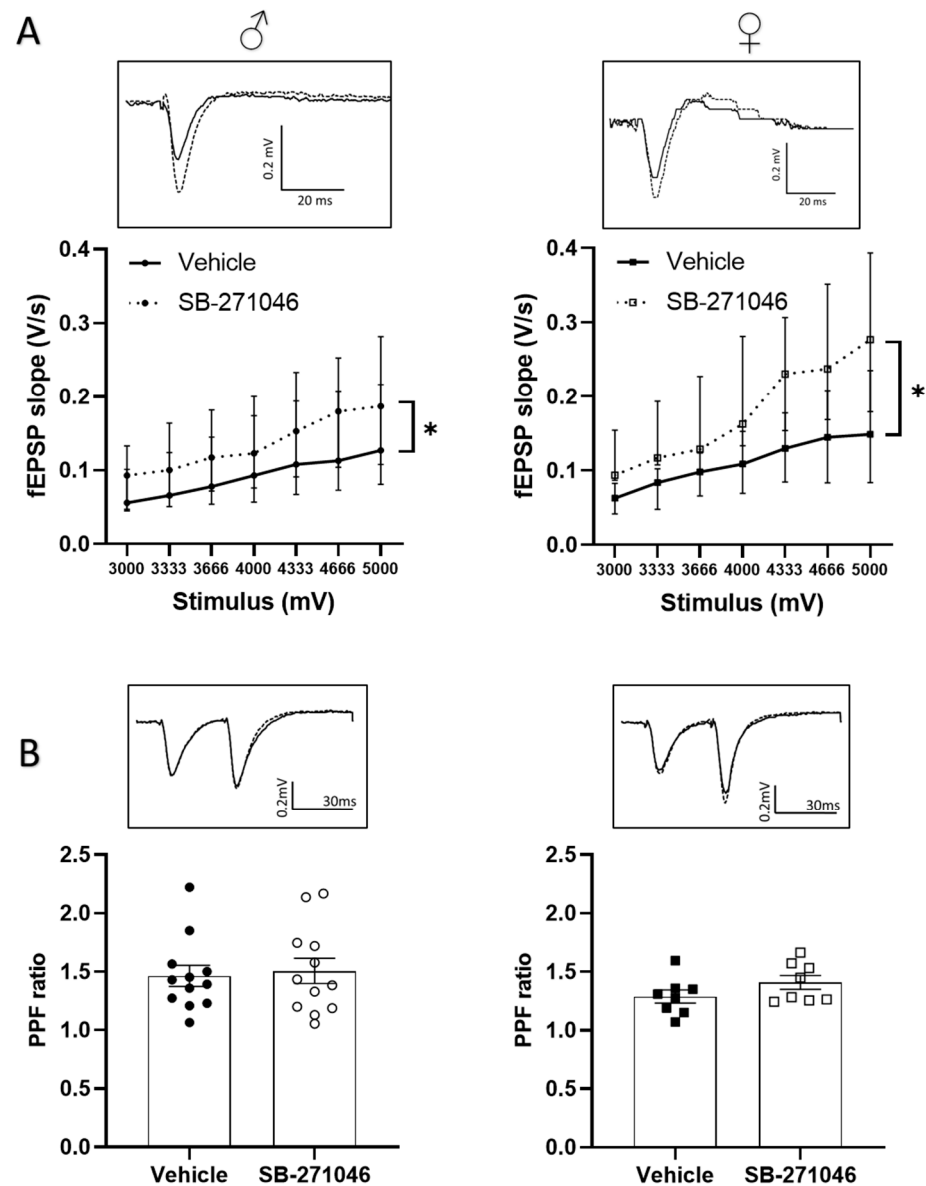 A
♂
♀
0.2 mV
20 ms
0.2 mV
20 ms
fEPSP slope (V/s)
0.4
0.3
0.2
0.1
0.0
Vehicle
SB-271046
*
3000 3333 3666 4000 4333 4666 5000
Stimulus (mV)
fEPSP slope (V/s)
0.4
0.3
0.2
0.1
0.0
Vehicle
SB-271046
*
3000 3333 3666 4000 4333 4666 5000
Stimulus (mV)
B
0.2mV
30ms
0.2mV
30ms
PPF ratio
2.5
2.0
1.5
1.0
0.5
0.0
Vehicle SB-271046
PPF ratio
2.5
2.0
1.5
1.0
0.5
0.0
Vehicle SB-271046